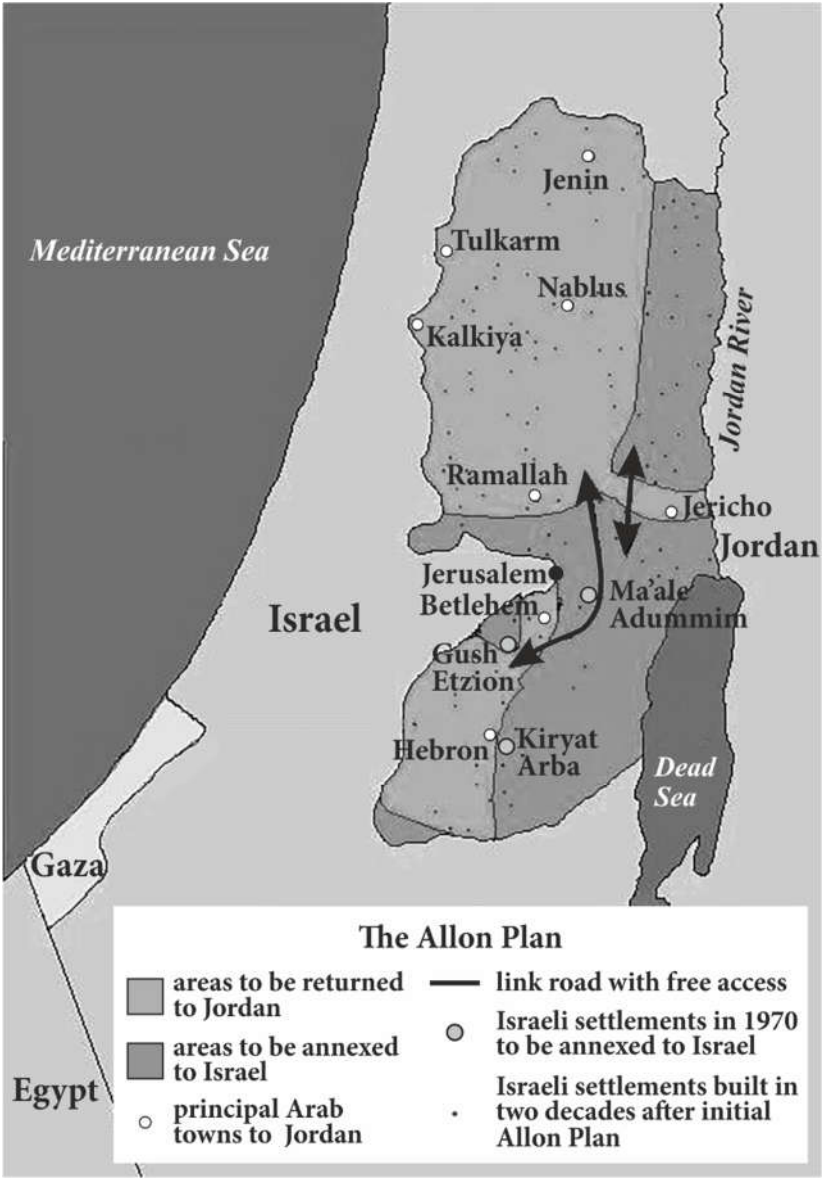 Jenin
Tulkarm
Mediterranean Sea
Nablus
Kalkiya
Jordan River
Ramallah
Jericho
Jordan
Jerusalem
Betlehem
Ma'ale
Adummim
Israel
Gush
Etzion
Hebron
Kiryat
Arba
Dead
Sea
Gaza
Egypt
The Allon Plan
areas to be returned
to Jordan
areas to be annexed
to Israel
principal Arab
towns to Jordan
link road with free access
Israeli settlements in 1970
to be annexed to Israel
Israeli settlements built in
two decades after initial
Allon Plan